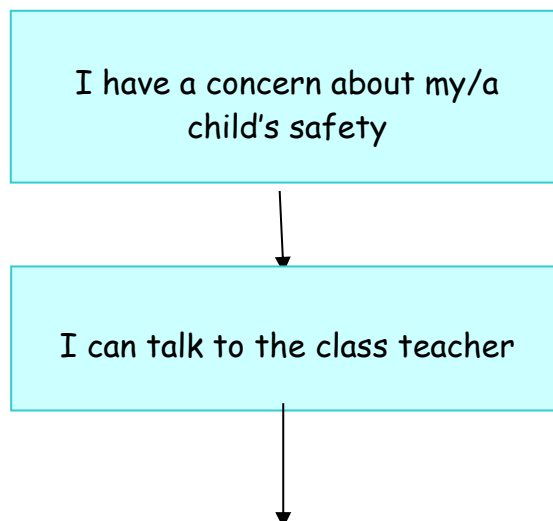 I have a concern about my/a
child's safety
I can talk to the class teacher